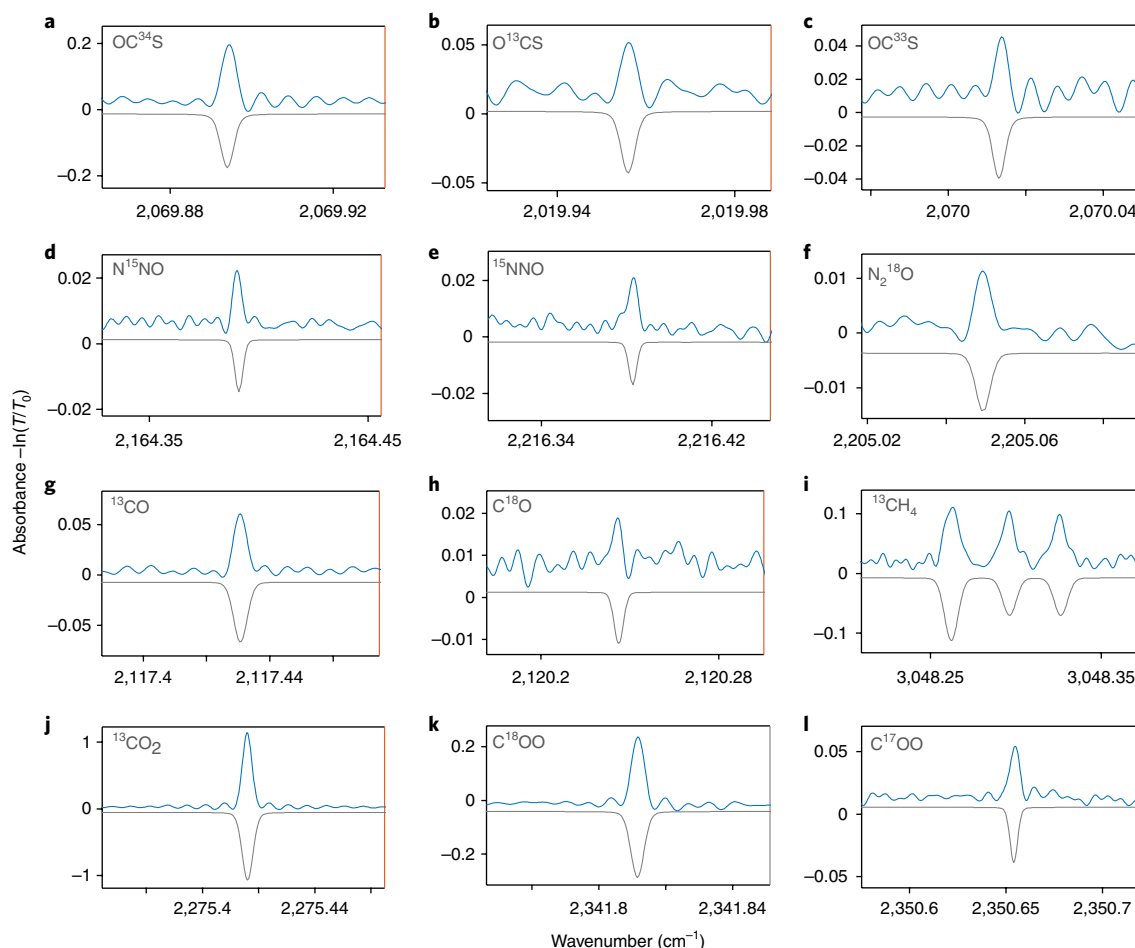 a
b
c
OC³⁴S
O¹³CS
OC³³S
0.2
0
–0.2
0.05
0
–0.05
0.04
0.02
0
–0.02
–0.04
2,069.88 2,069.92
2,019.94 2,019.98
2,070 2,070.04
d
e
f
N¹⁵NO
¹⁵NNO
N₂¹⁸O
0.02
0
–0.02
0.02
0
–0.02
0.01
0
–0.01
2,164.35 2,164.45
2,216.34 2,216.42
2,205.02 2,205.06
Absorbance –ln(T/T₀)
g
h
i
¹³CO
C¹⁸O
¹³CH₄
0.05
0
–0.05
0.02
0.01
0
–0.01
0.1
0
–0.1
2,117.4 2,117.44
2,120.2 2,120.28
3,048.25 3,048.35
j
k
l
¹³CO₂
C¹⁸OO
C¹⁷OO
1
0
–1
0.2
0
–0.2
0.05
0
–0.05
2,275.4 2,275.44
2,341.8 2,341.84
2,350.6 2,350.65 2,350.7
Wavenumber (cm⁻¹)